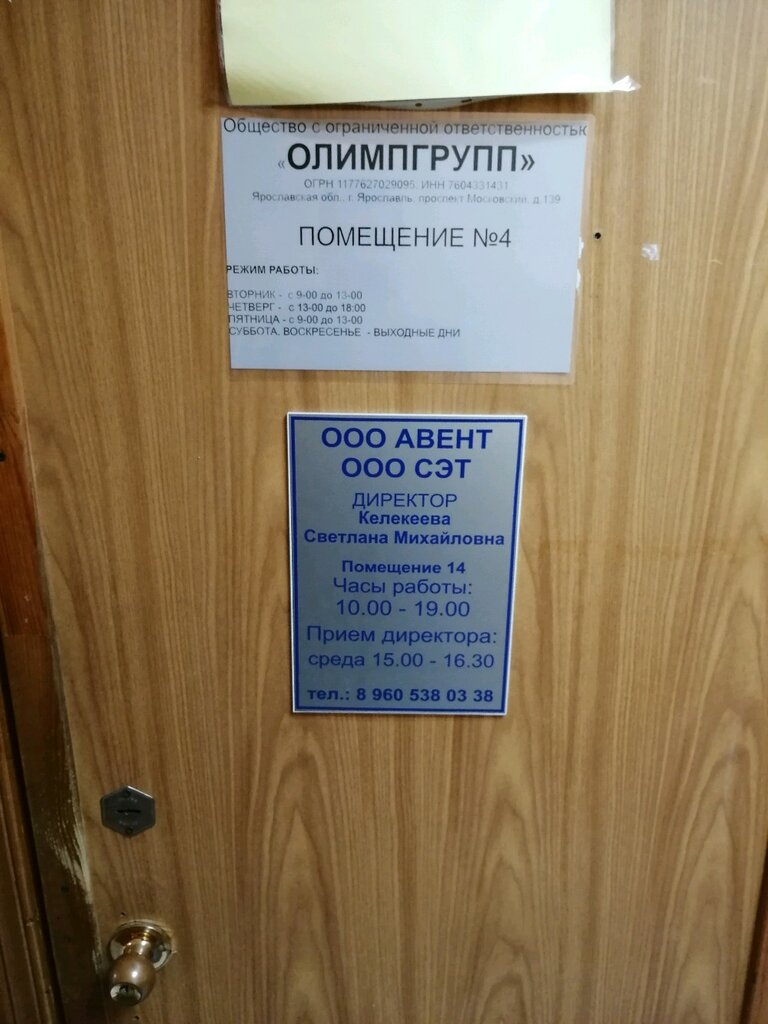 Общество с ограниченной ответственностьк
«ОЛИМПГРУПП»
ОГРН 1177627029095, ИНН 7604331431
Ярославская обл., г. Ярославль, проспект Московский, д.139
ПОМЕЩЕНИЕ №4
РЕЖИМ РАБОТЫ:
ВТОРНИК - с 9-00 до 13-00
ЧЕТВЕРГ - с 13-00 до 18:00
ПЯТНИЦА - с 9-00 до 13-00
СУББОТА, ВОСКРЕСЕНЬЕ - ВЫХОДНЫЕ ДНИ
ООО АВЕНТ
ООО СЭТ
ДИРЕКТОР
Келекеева
Светлана Михайловна
Помещение 14
Часы работы:
10.00 - 19.00
Прием директора:
среда 15.00 - 16.30
тел.: 8 960 538 03 38